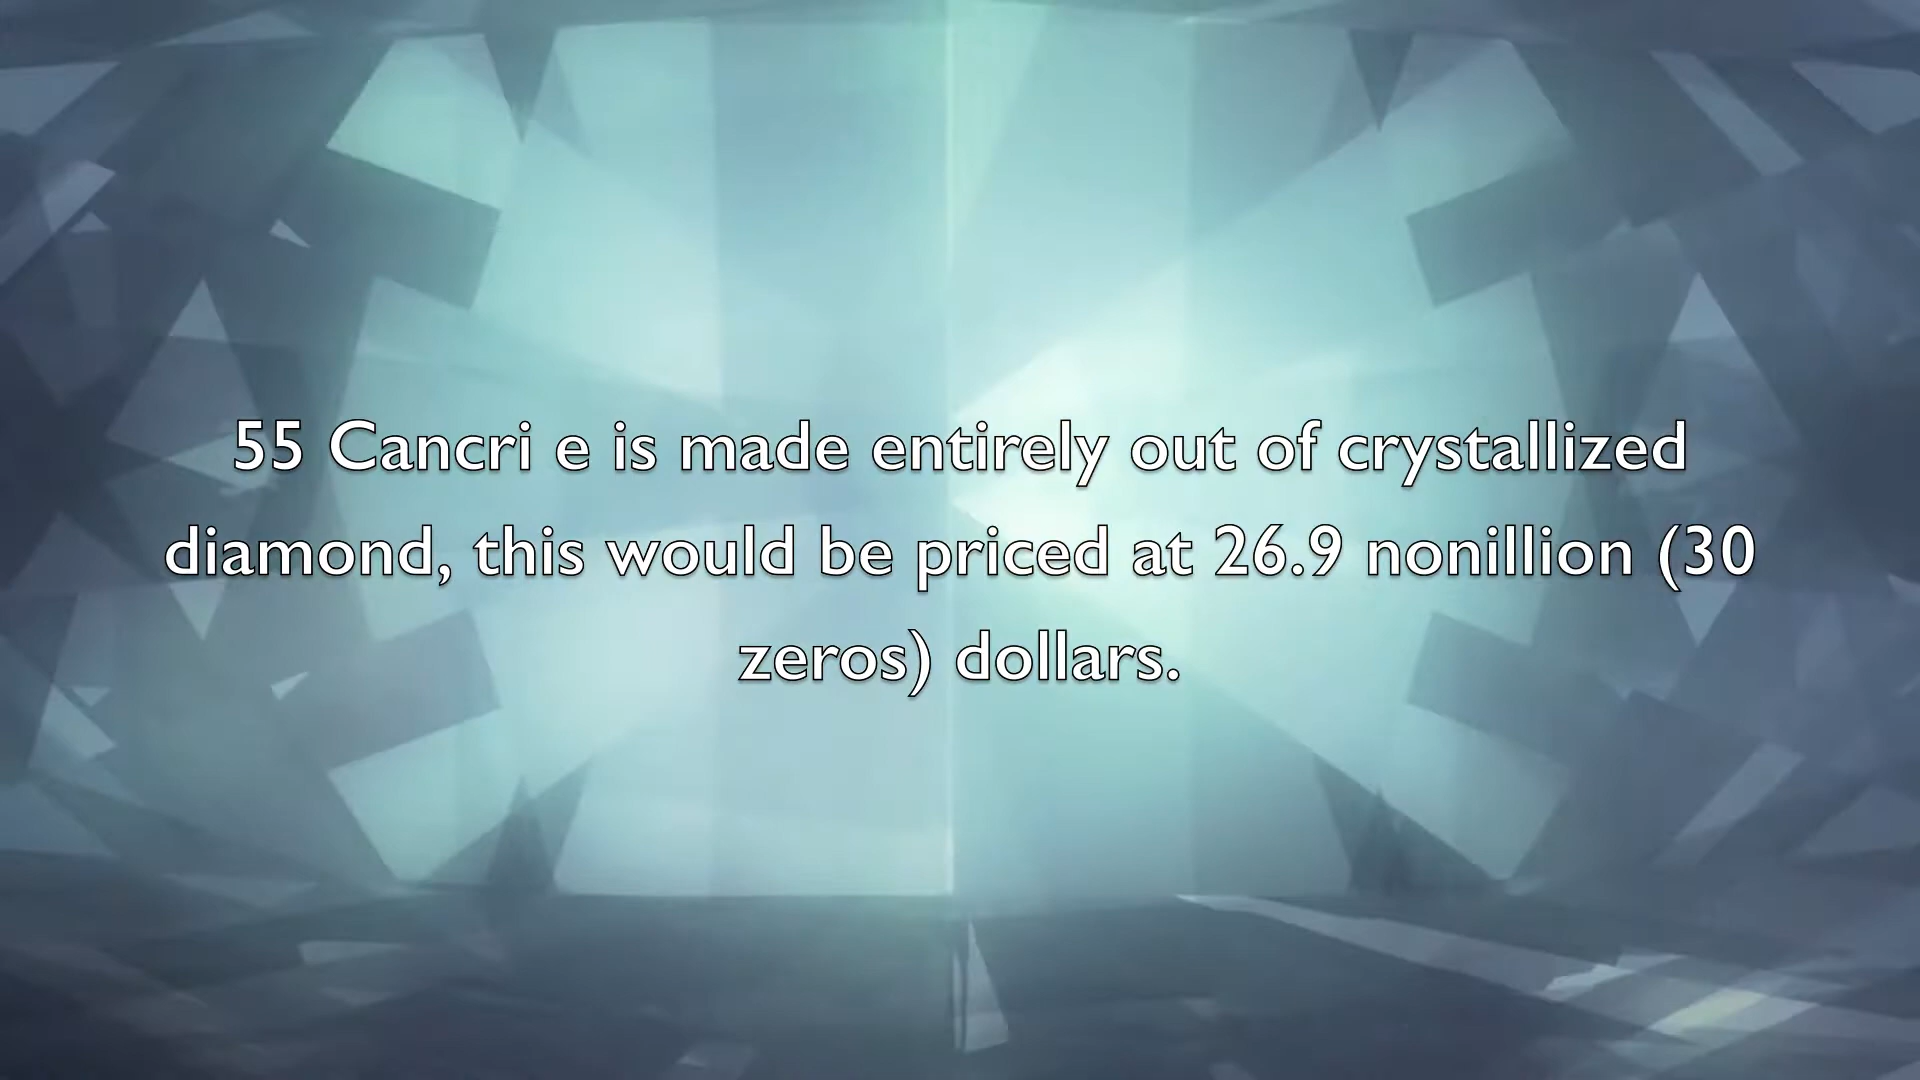 55 Cancri e is made entirely out of crystallized
diamond, this would be priced at 26.9 nonillion (30
zeros) dollars.